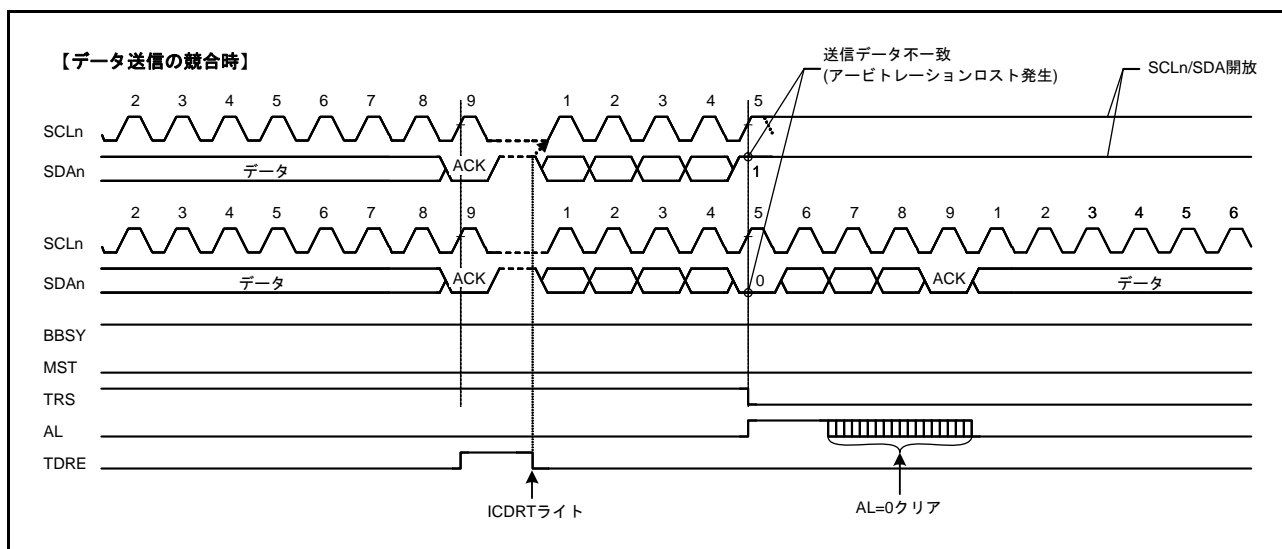 【データ送信の競合時】
送信データ不一致
(アービトレーションロスト発生)
SCLn/SDA開放
2 3 4 5 6 7 8 9 1 2 3 4 5
SCLn
SDAn データ ACK 1
2 3 4 5 6 7 8 9 1 2 3 4 5 6 7 8 9 1 2 3 4 5 6
SCLn
SDAn データ ACK 0 ACK データ
BBSY
MST
TRS
AL
TDRE
ICDRTライト
AL=0クリア